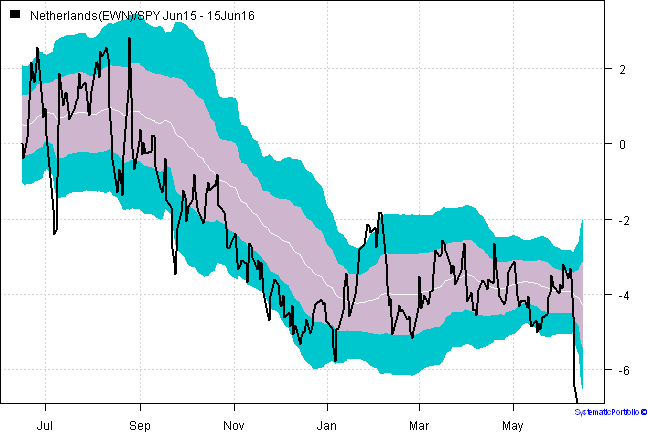 Netherlands(EWN)/SPY Jun15 - 15Jun16
2
0
-2
-4
-6
Jul Sep Nov Jan Mar May
SystematicPortfolio ©